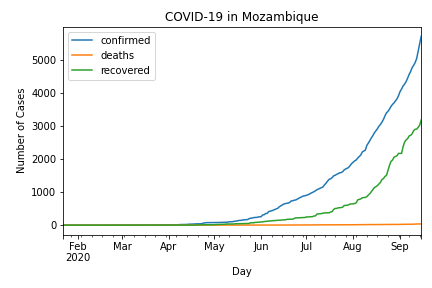 COVID-19 in Mozambique
confirmed
deaths
recovered
Number of Cases
5000
4000
3000
2000
1000
0
Feb Mar Apr May Jun Jul Aug Sep
2020
Day